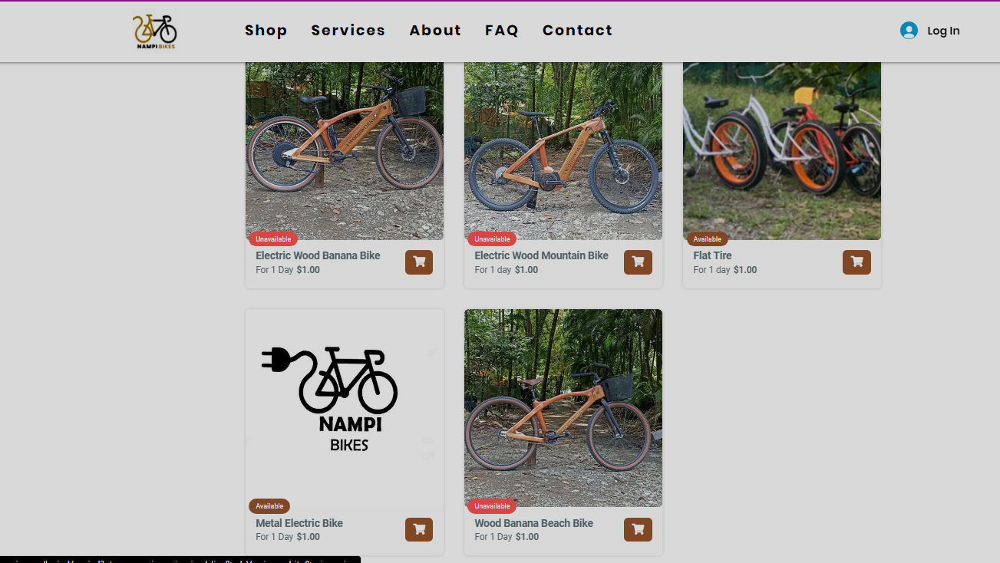 NAMPI BIKES
Shop Services About FAQ Contact
Log In
Unavailable
Electric Wood Banana Bike
For 1 Day $1.00
Unavailable
Electric Wood Mountain Bike
For 1 day $1.00
Available
Flat Tire
For 1 day $1.00
NAMPI
BIKES
Available
Metal Electric Bike
For 1 Day $1.00
Unavailable
Wood Banana Beach Bike
For 1 Day $1.00